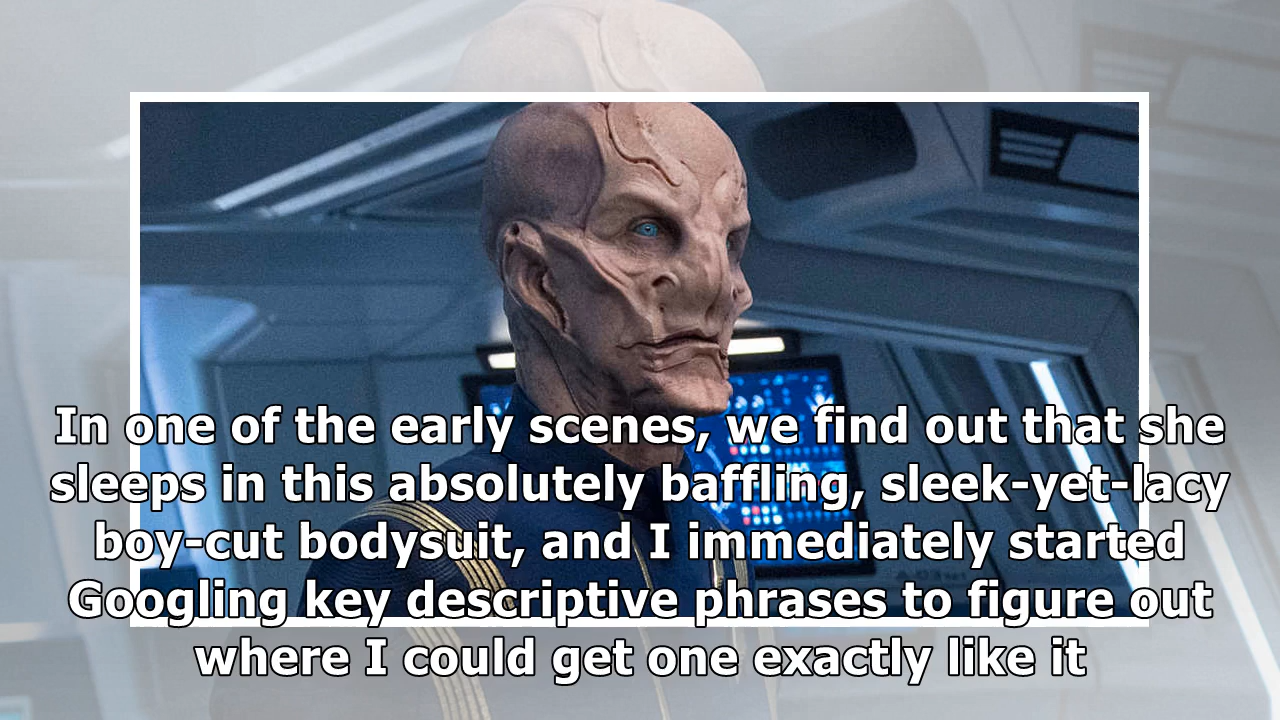 In one of the early scenes, we find out that she
sleeps in this absolutely baffling, sleek-yet-lacy
boy-cut bodysuit, and I immediately started
Googling key descriptive phrases to figure out
where I could get one exactly like it